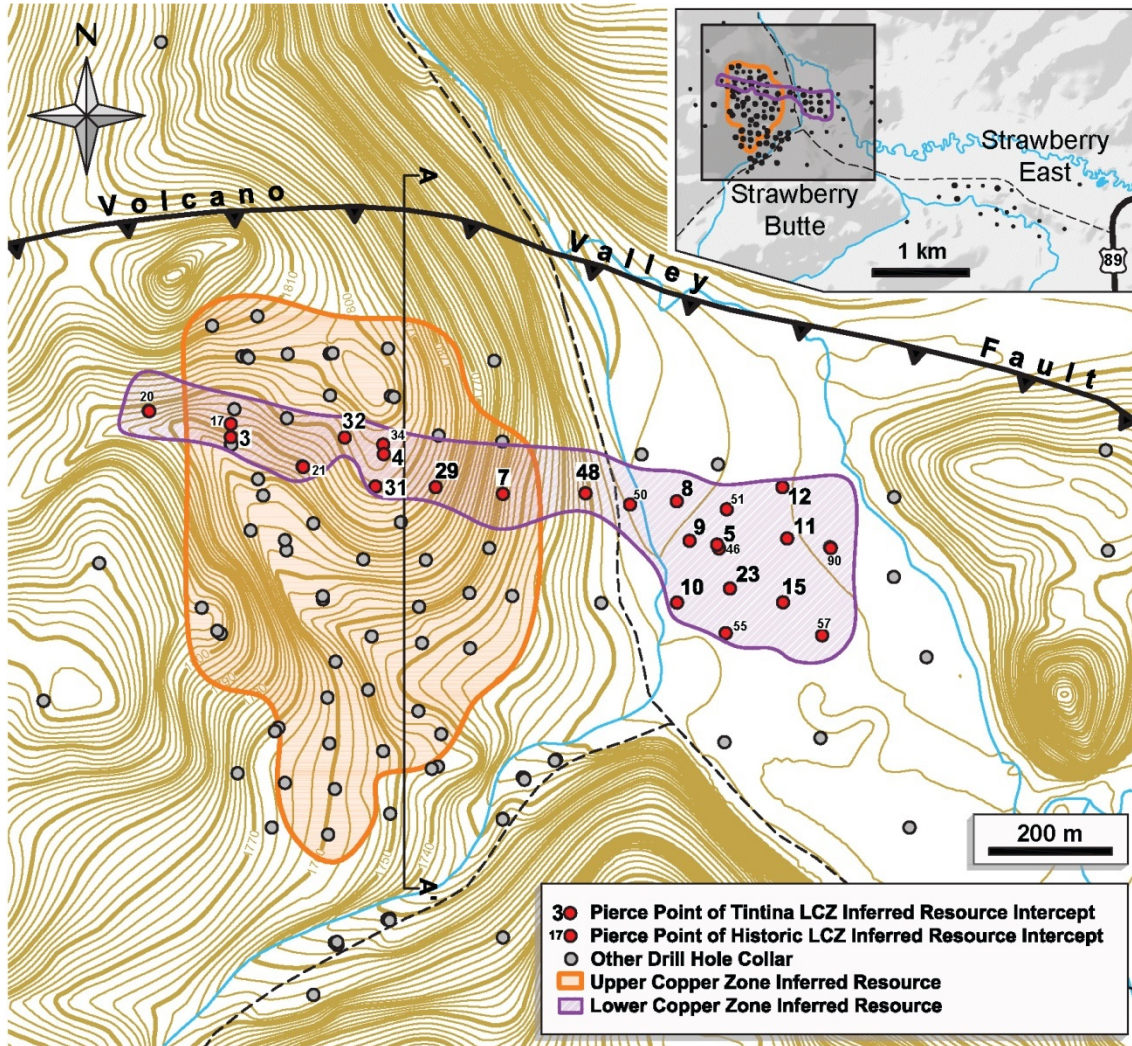 N
Volcano Valley Fault
A
A'
Strawberry
East
Strawberry
Butte
1 km
89
1810
1770
1740
1750
20
17
3
32
34
4
21
31
29
7
48
50
8
51
12
9
5
46
11
90
10
23
15
55
57
200 m
3 Pierce Point of Tintina LCZ Inferred Resource Intercept
17 Pierce Point of Historic LCZ Inferred Resource Intercept
Other Drill Hole Collar
Upper Copper Zone Inferred Resource
Lower Copper Zone Inferred Resource